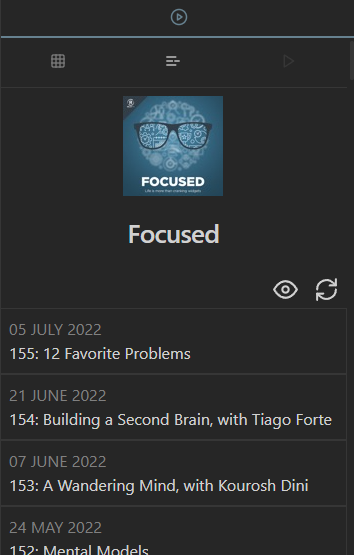 FOCUSED
Life is more than cranking widgets
Focused
05 JULY 2022
155: 12 Favorite Problems
21 JUNE 2022
154: Building a Second Brain, with Tiago Forte
07 JUNE 2022
153: A Wandering Mind, with Kourosh Dini
24 MAY 2022
152: Mental Models